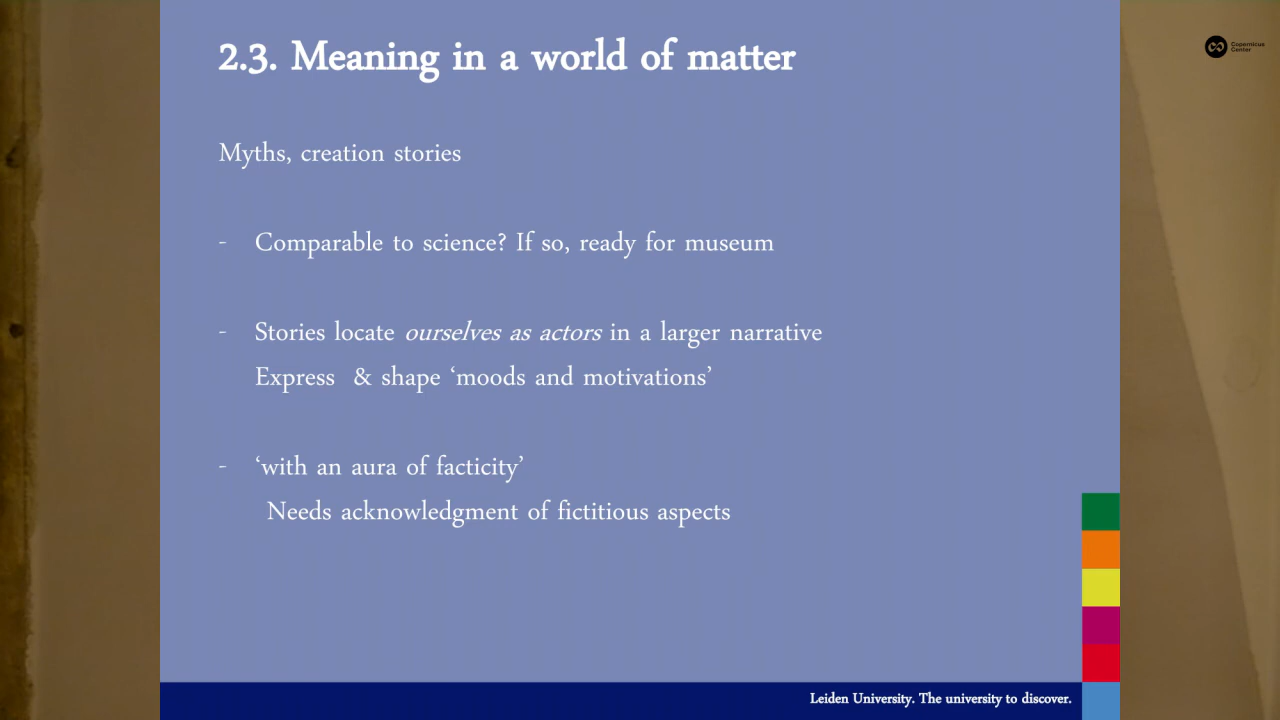 2.3. Meaning in a world of matter
Copernicus
Center
Myths, creation stories
- Comparable to science? If so, ready for museum
- Stories locate ourselves as actors in a larger narrative
Express & shape ‘moods and motivations’
- ‘with an aura of facticity’
Needs acknowledgment of fictitious aspects
Leiden University. The university to discover.